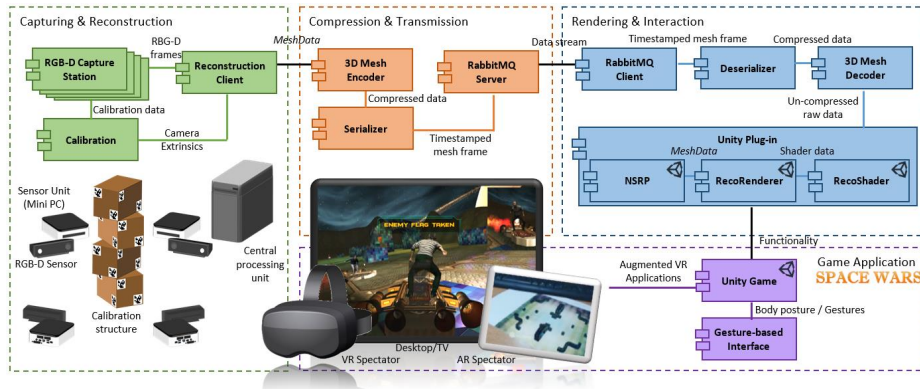 Capturing & Reconstruction
RGB-D Capture
Station
RBG-D
frames
Reconstruction
Client
Calibration data
Calibration
Camera
Extrinsics
Sensor Unit
(Mini PC)
RGB-D Sensor
Calibration
structure
Central
processing
unit
Compression & Transmission
MeshData
3D Mesh
Encoder
RabbitMQ
Server
Compressed data
Serializer
Timestamped
mesh frame
Data stream
Rendering & Interaction
Timestamped mesh frame
Compressed data
RabbitMQ
Client
Deserializer
3D Mesh
Decoder
Un-compressed
raw data
Unity Plug-in
MeshData
Shader data
NSRP
RecoRenderer
RecoShader
Functionality
ENEMY FLAG TAKEN
Desktop/TV
VR Spectator
AR Spectator
Augmented VR
Applications
Unity Game
Game Application
SPACE WARS
Body posture / Gestures
Gesture-based
Interface